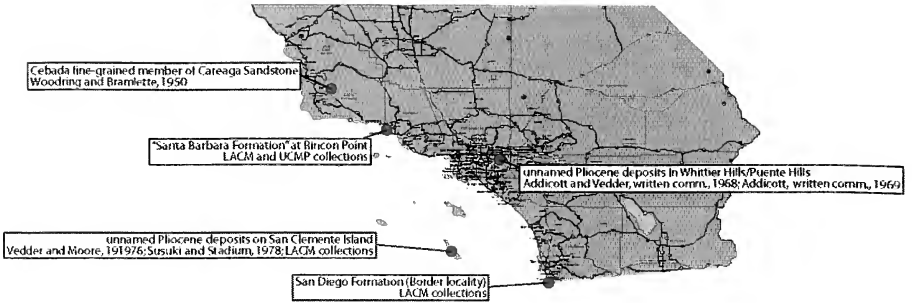 Cebada fine-grained member of Careaga Sandstone
Woodring and Bramlette, 1950
"Santa Barbara Formation" at Rincon Point
LACM and UCMP collections
unnamed Pliocene deposits in Whittier Hills/Puente Hills
Addicott and Vedder, written comm., 1968; Addicott, written comm., 1969
unnamed Pliocene deposits on San Clemente Island
Vedder and Moore, 191976; Susuki and Stadium, 1978; LACM collections
San Diego Formation (Border locality)
LACM collections